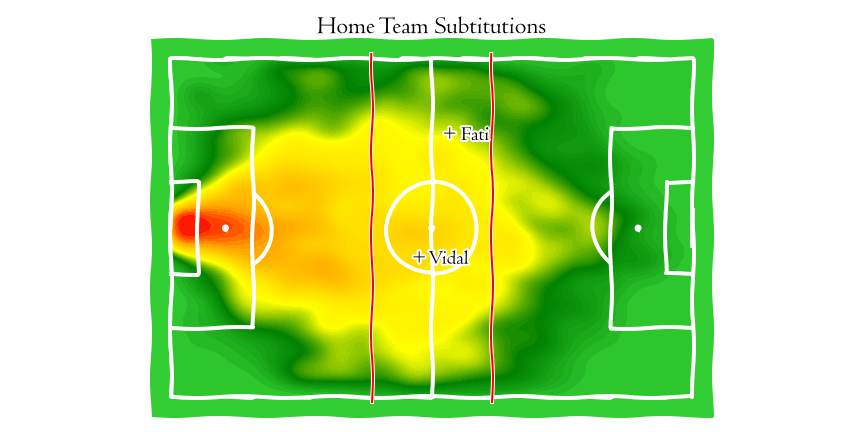 Home Team Subtitutions
+ Fati
+ Vidal